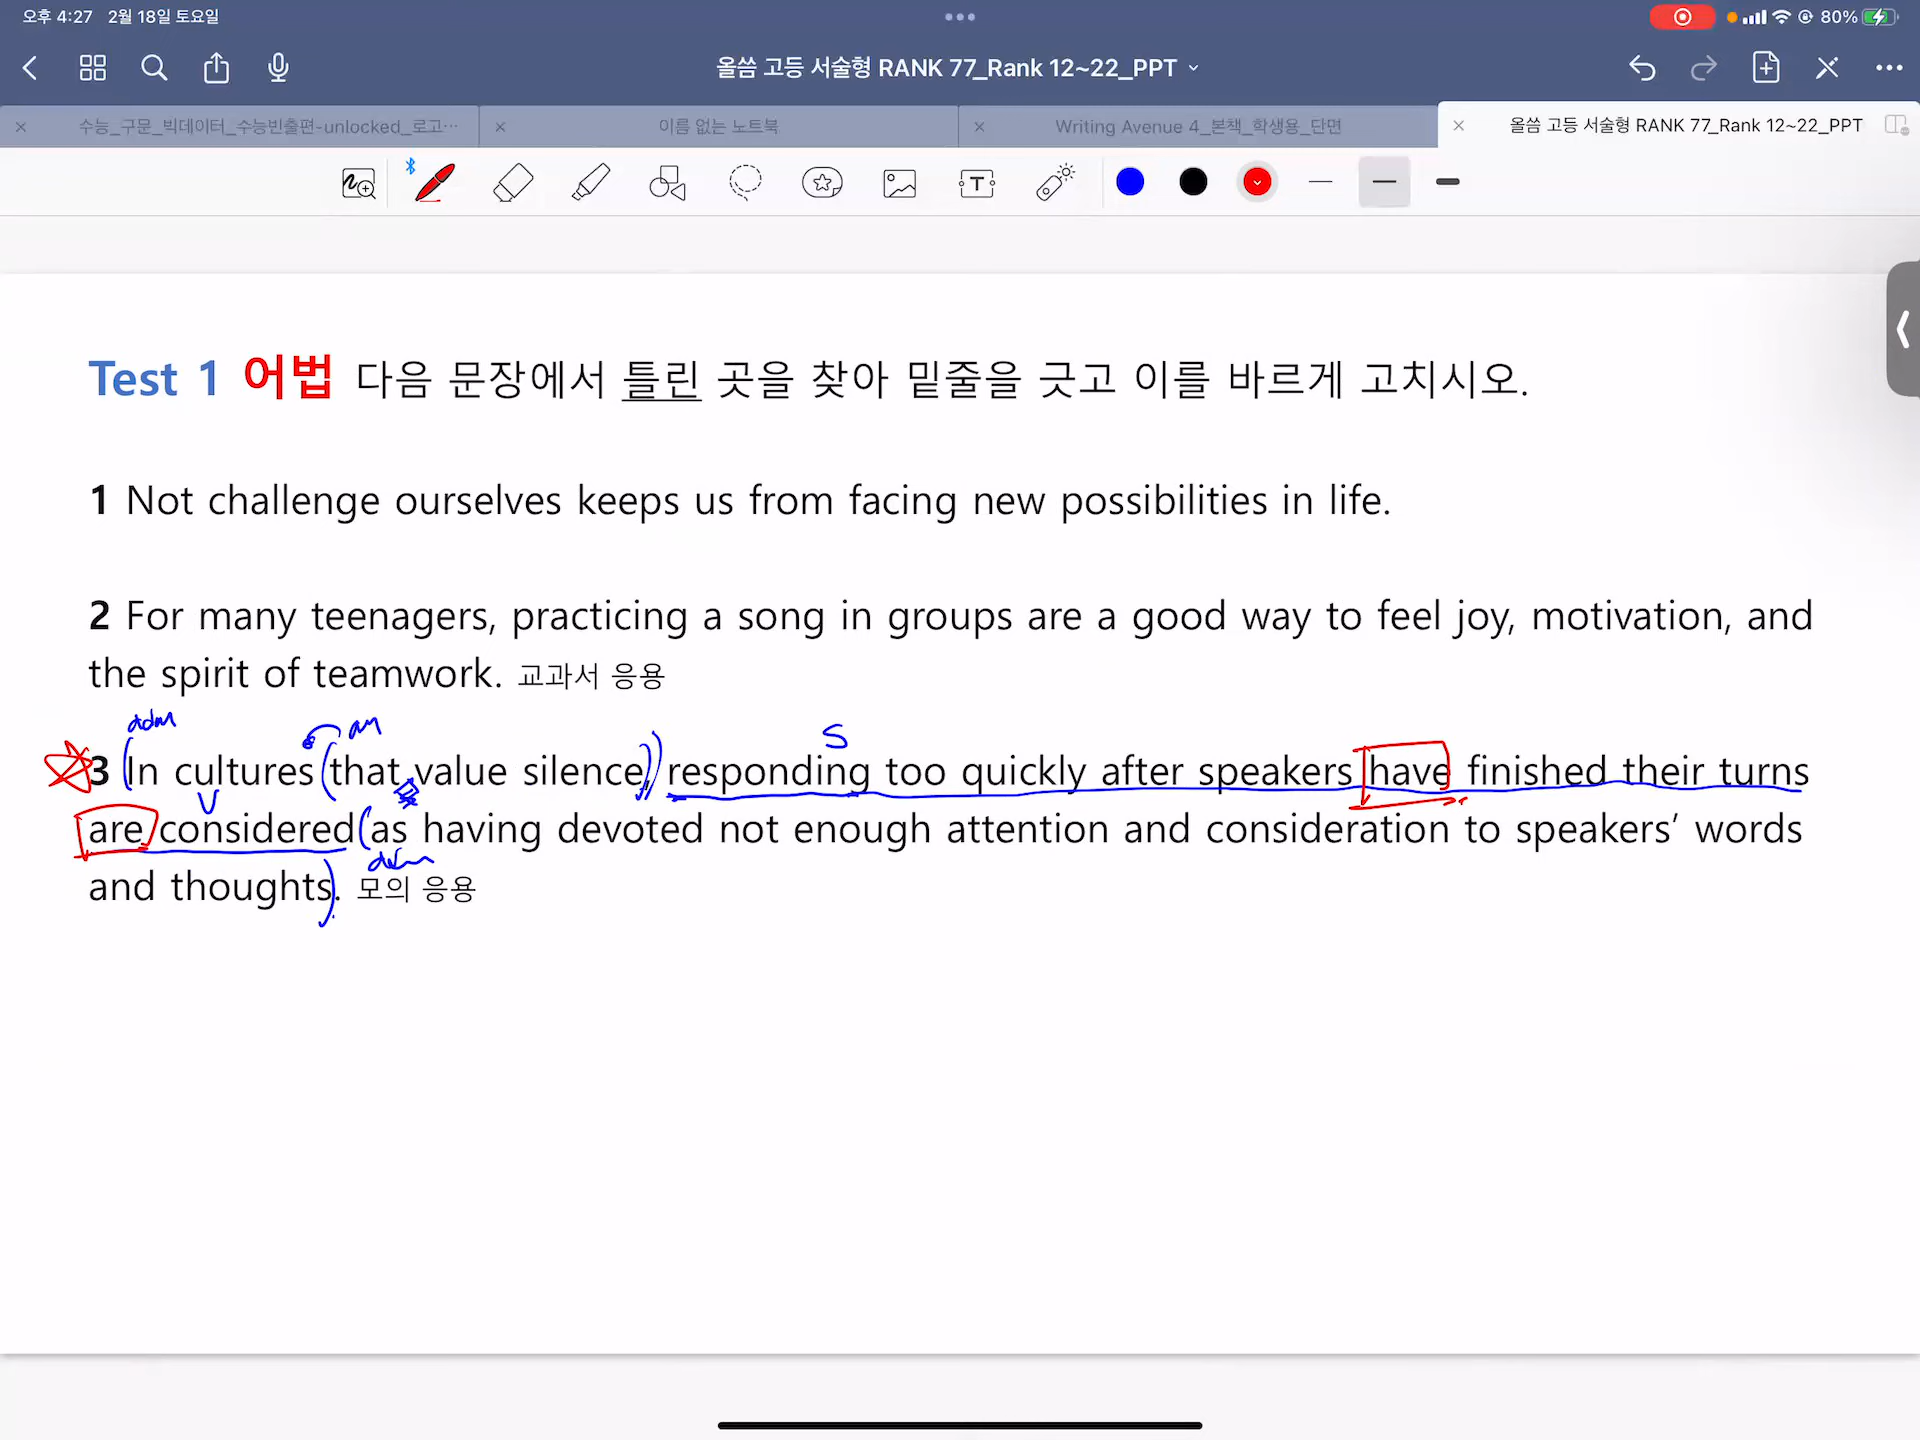 오후 4:27 2월 18일 토요일
80%
올씀 고등 서술형 RANK 77_Rank 12~22_PPT
수능_구문_빅데이터_수능빈출편-unlocked_로고…
이름 없는 노트북
Writing Avenue 4_본책_학생용_단면
올씀 고등 서술형 RANK 77_Rank 12~22_PPT
Test 1 어법 다음 문장에서 틀린 곳을 찾아 밑줄을 긋고 이를 바르게 고치시오.
1 Not challenge ourselves keeps us from facing new possibilities in life.
2 For many teenagers, practicing a song in groups are a good way to feel joy, motivation, and
the spirit of teamwork. 교과서 응용
S
3 In cultures that value silence, responding too quickly after speakers have finished their turns
V
are considered as having devoted not enough attention and consideration to speakers’ words
and thoughts. 모의 응용